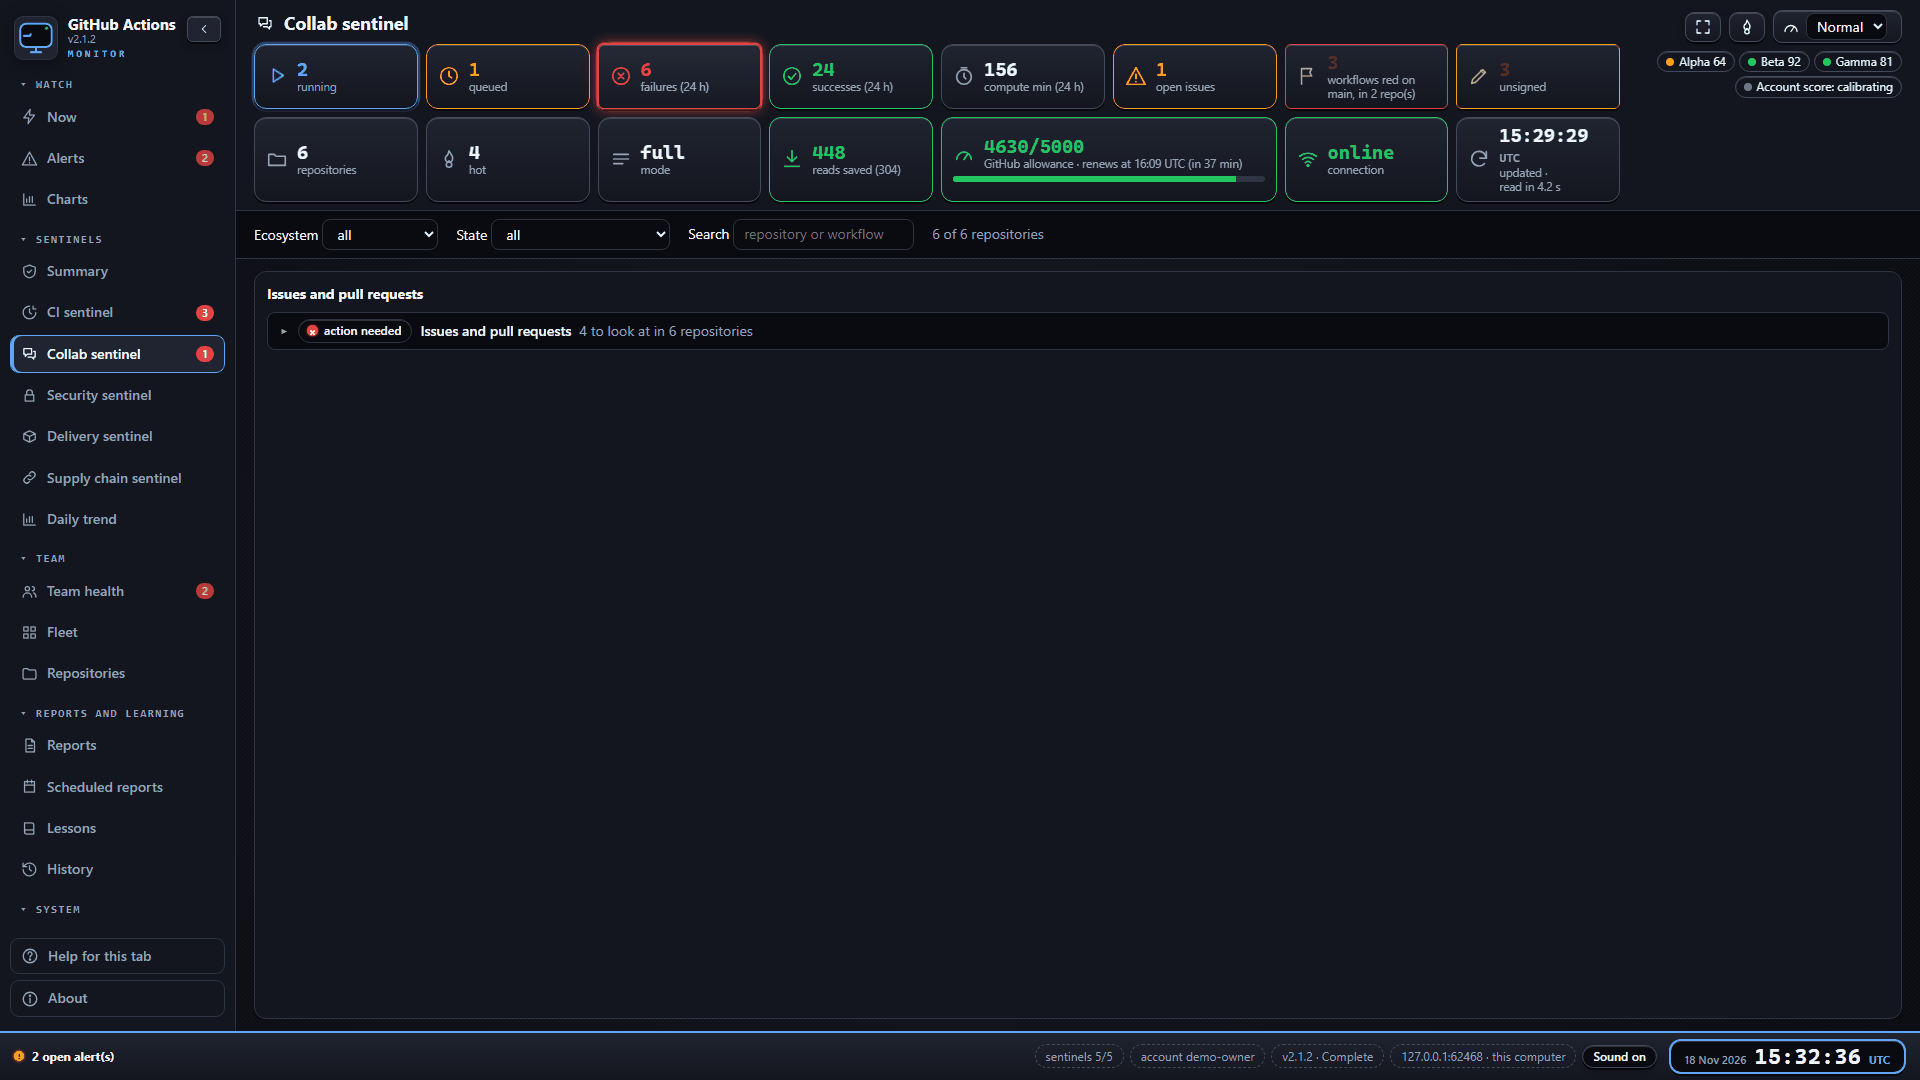 GitHub Actions
v2.1.2
MONITOR
WATCH
Now 1
Alerts 2
Charts
SENTINELS
Summary
CI sentinel 3
Collab sentinel 1
Security sentinel
Delivery sentinel
Supply chain sentinel
Daily trend
TEAM
Team health 2
Fleet
Repositories
REPORTS AND LEARNING
Reports
Scheduled reports
Lessons
History
SYSTEM
Help for this tab
About
Collab sentinel
Normal
Alpha 64
Beta 92
Gamma 81
Account score: calibrating
2
running
1
queued
6
failures (24 h)
24
successes (24 h)
156
compute min (24 h)
1
open issues
3
workflows red on
main, in 2 repo(s)
3
unsigned
6
repositories
4
hot
full
mode
448
reads saved (304)
4630/5000
GitHub allowance · renews at 16:09 UTC (in 37 min)
online
connection
15:29:29
UTC
updated ·
read in 4.2 s
Ecosystem all
State all
Search repository or workflow
6 of 6 repositories
Issues and pull requests
action needed Issues and pull requests 4 to look at in 6 repositories
2 open alert(s)
sentinels 5/5
account demo-owner
v2.1.2 · Complete
127.0.0.1:62468 · this computer
Sound on
18 Nov 2026 15:32:36 UTC